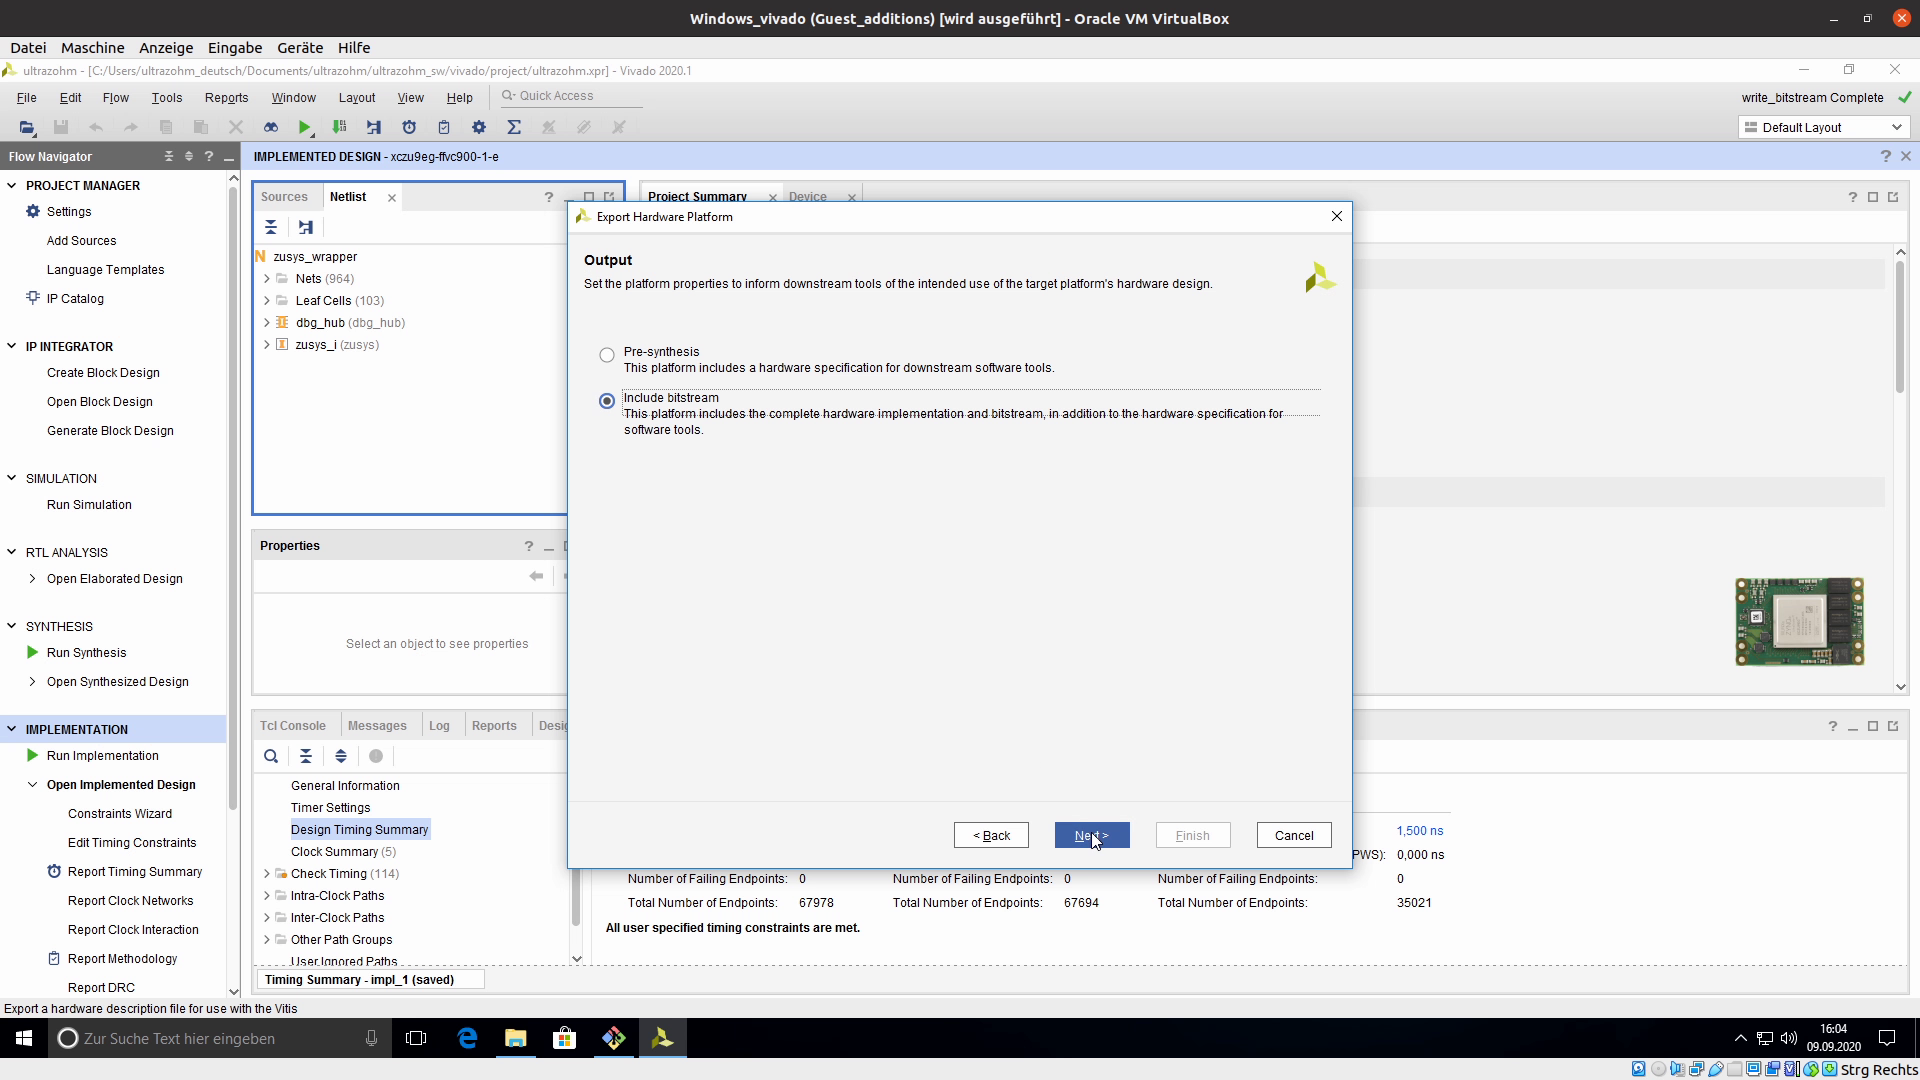 Windows_vivado (Guest_additions) [wird ausgeführt] - Oracle VM VirtualBox
Datei Maschine Anzeige Eingabe Geräte Hilfe
ultrazohm - [C:/Users/ultrazohm_deutsch/Documents/ultrazohm/ultrazohm_sw/vivado/project/ultrazohm.xpr] - Vivado 2020.1
File Edit Flow Tools Reports Window Layout View Help Quick Access
write_bitstream Complete
Default Layout
Flow Navigator
IMPLEMENTED DESIGN - xczu9eg-ffvc900-1-e
PROJECT MANAGER
Settings
Add Sources
Language Templates
IP Catalog
IP INTEGRATOR
Create Block Design
Open Block Design
Generate Block Design
SIMULATION
Run Simulation
RTL ANALYSIS
Open Elaborated Design
SYNTHESIS
Run Synthesis
Open Synthesized Design
IMPLEMENTATION
Run Implementation
Open Implemented Design
Constraints Wizard
Edit Timing Constraints
Report Timing Summary
Report Clock Networks
Report Clock Interaction
Report Methodology
Report DRC
Sources Netlist
zusys_wrapper
Nets (964)
Leaf Cells (103)
dbg_hub (dbg_hub)
zusys_i (zusys)
Project Summary Device
Properties
Select an object to see properties
Export Hardware Platform
Output
Set the platform properties to inform downstream tools of the intended use of the target platform's hardware design.
Pre-synthesis
This platform includes a hardware specification for downstream software tools.
Include bitstream
This platform includes the complete hardware implementation and bitstream, in addition to the hardware specification for
software tools.
< Back Next > Finish Cancel
Tcl Console Messages Log Reports Desig
General Information
Timer Settings
Design Timing Summary
Clock Summary (5)
Check Timing (114)
Intra-Clock Paths
Inter-Clock Paths
Other Path Groups
User Ignored Paths
1,500 ns
PWS): 0,000 ns
Number of Failing Endpoints: 0 Number of Failing Endpoints: 0 Number of Failing Endpoints: 0
Total Number of Endpoints: 67978 Total Number of Endpoints: 67694 Total Number of Endpoints: 35021
All user specified timing constraints are met.
Timing Summary - impl_1 (saved)
Export a hardware description file for use with the Vitis
Zur Suche Text hier eingeben
16:04
09.09.2020
Strg Rechts